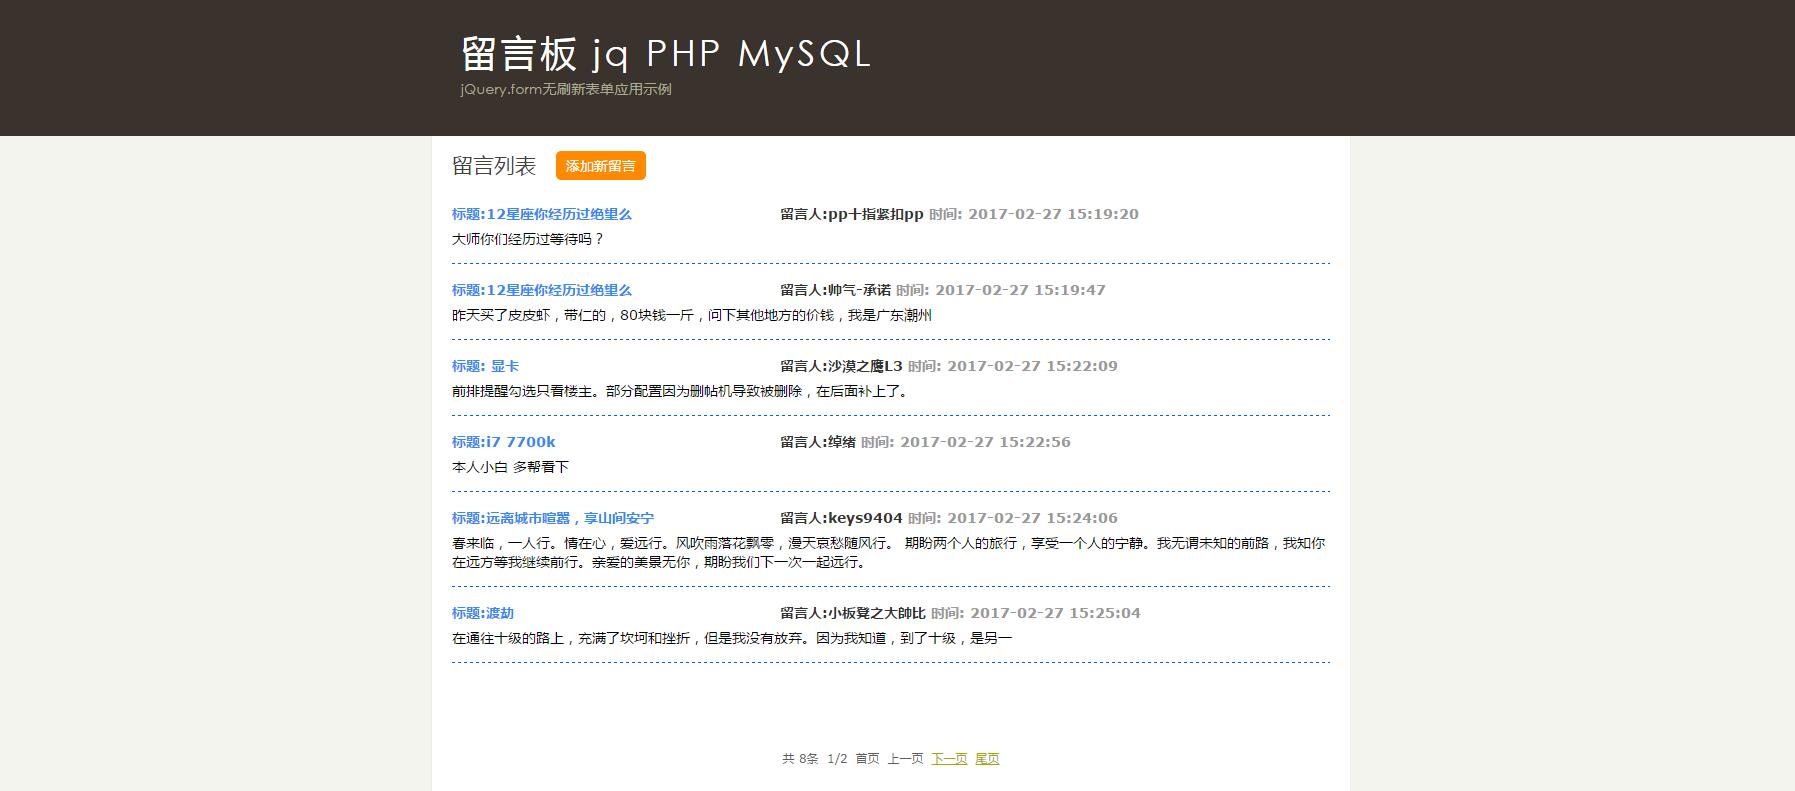 留言板 jq PHP MySQL
jQuery.form无刷新表单应用示例
留言列表 添加新留言
标题:12星座你经历过绝望么 留言人:pp十指紧扣pp 时间: 2017-02-27 15:19:20
大师你们经历过等待吗？
标题:12星座你经历过绝望么 留言人:帅气-承诺 时间: 2017-02-27 15:19:47
昨天买了皮皮虾，带仁的，80块钱一斤，问下其他地方的价钱，我是广东潮州
标题: 显卡 留言人:沙漠之鹰L3 时间: 2017-02-27 15:22:09
前排提醒勾选只看楼主。部分配置因为删帖机导致被删除，在后面补上了。
标题:i7 7700k 留言人:绰绪 时间: 2017-02-27 15:22:56
本人小白 多帮看下
标题:远离城市喧嚣，享山间安宁 留言人:keys9404 时间: 2017-02-27 15:24:06
春来临，一人行。情在心，爱远行。风吹雨落花飘零，漫天哀愁随风行。 期盼两个人的旅行，享受一个人的宁静。我无谓未知的前路，我知你
在远方等我继续前行。亲爱的美景无你，期盼我们下一次一起远行。
标题:渡劫 留言人:小板凳之大帥比 时间: 2017-02-27 15:25:04
在通往十级的路上，充满了坎坷和挫折，但是我没有放弃。因为我知道，到了十级，是另一
共 8条 1/2 首页 上一页 下一页 尾页